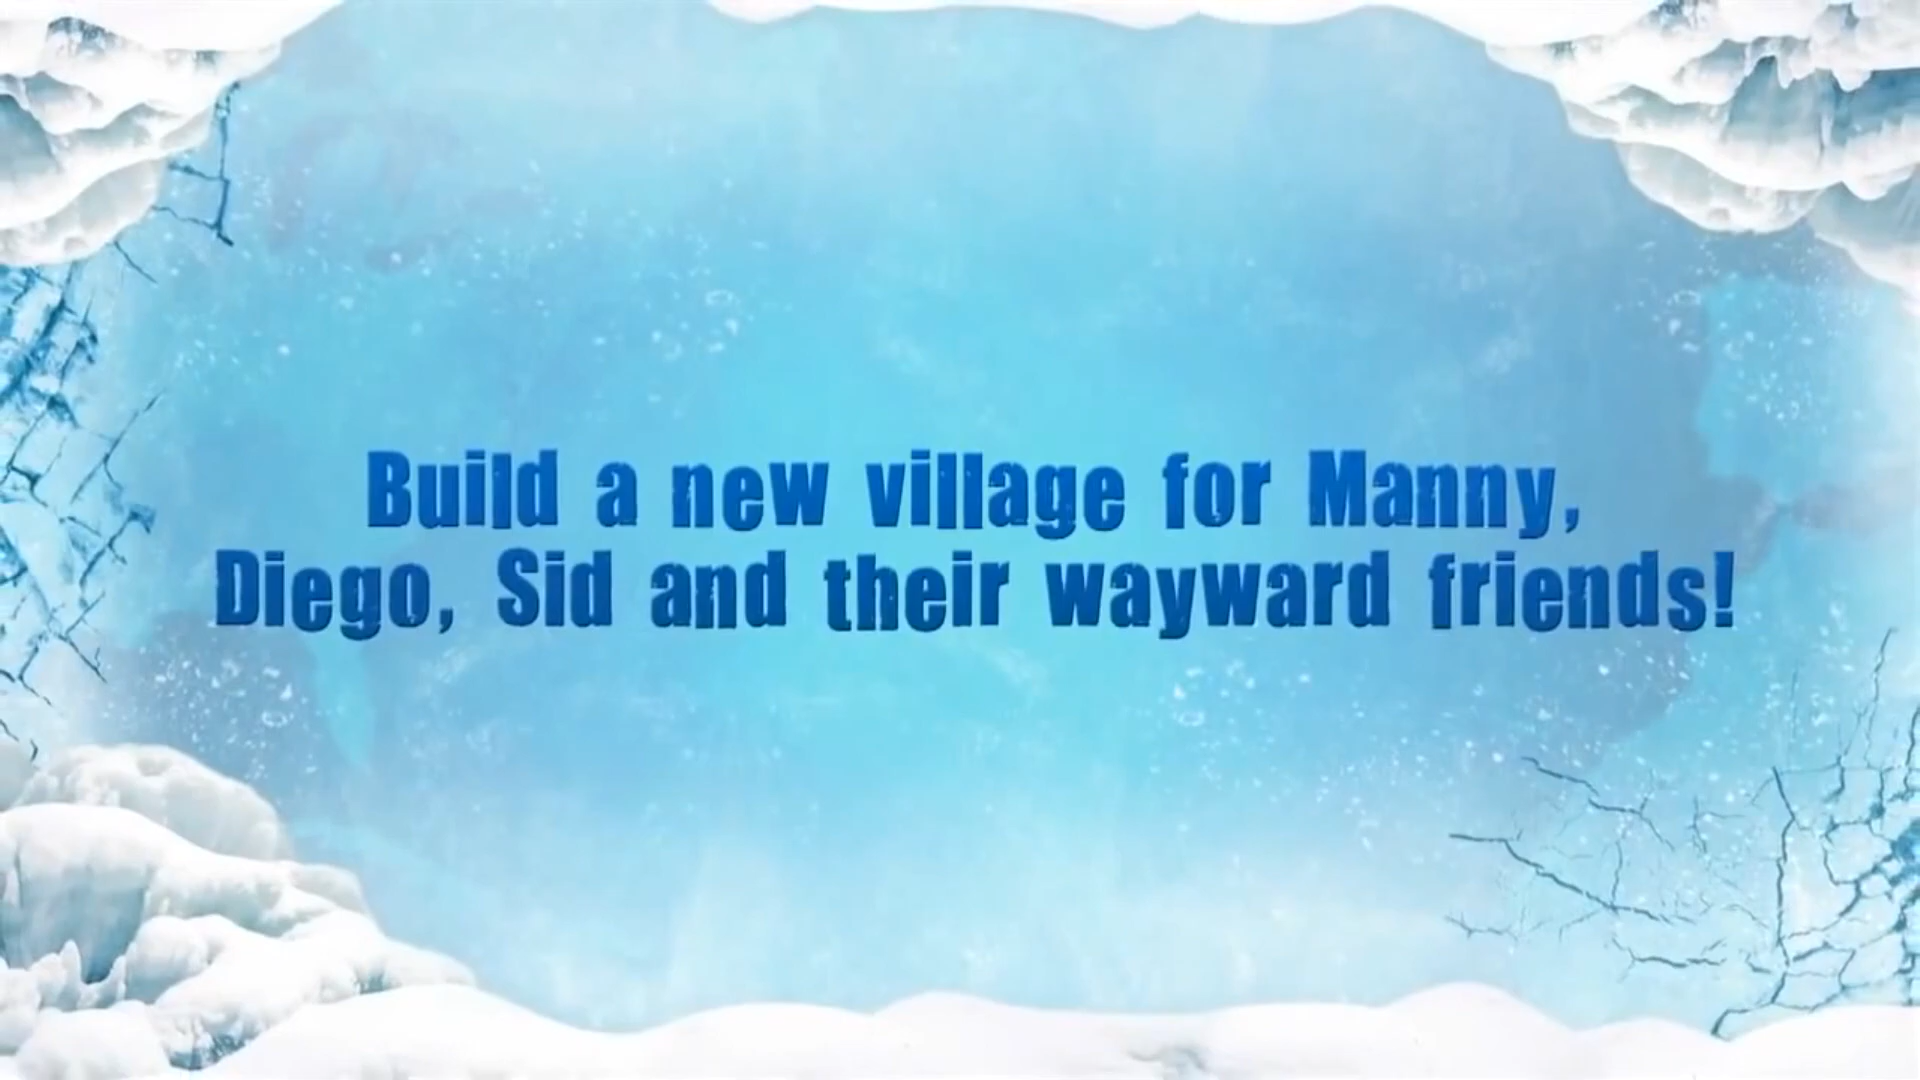 Build a new village for Manny,
Diego, Sid and their wayward friends!